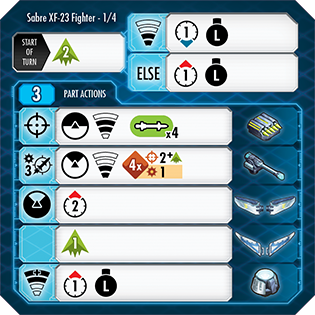 Sabre XF-23 Fighter - 1/4
START OF TURN
2
1
L
ELSE
1
L
3 PART ACTIONS
x4
3
4x
2+
1
2
1
1
L